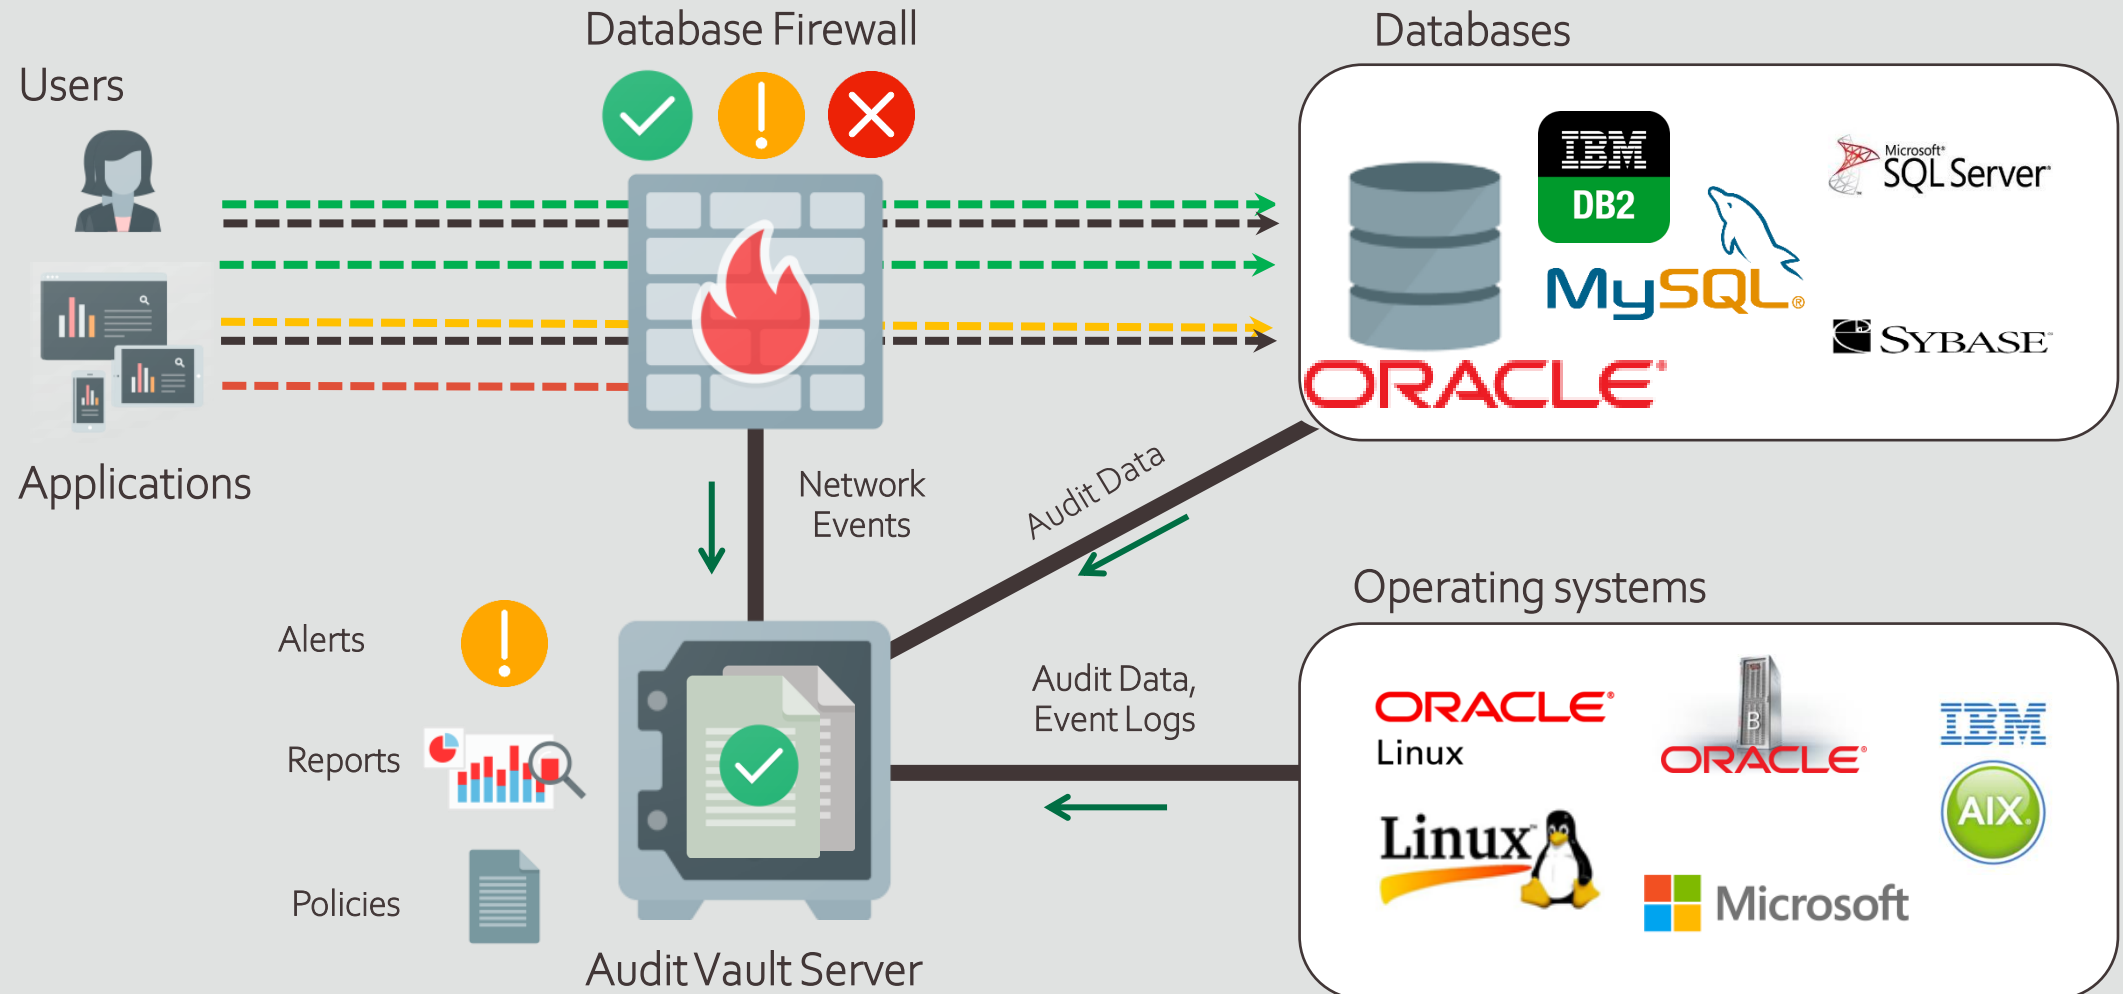 Database Firewall
Databases
Users
IBM
DB2
Microsoft®
SQL Server
MySQL®
SYBASE
ORACLE®
Applications
Network
Events
Audit Data
Operating systems
Alerts
Audit Data,
Event Logs
ORACLE®
Linux
B
ORACLE®
IBM
AIX
Reports
Linux
Microsoft
Policies
Audit Vault Server